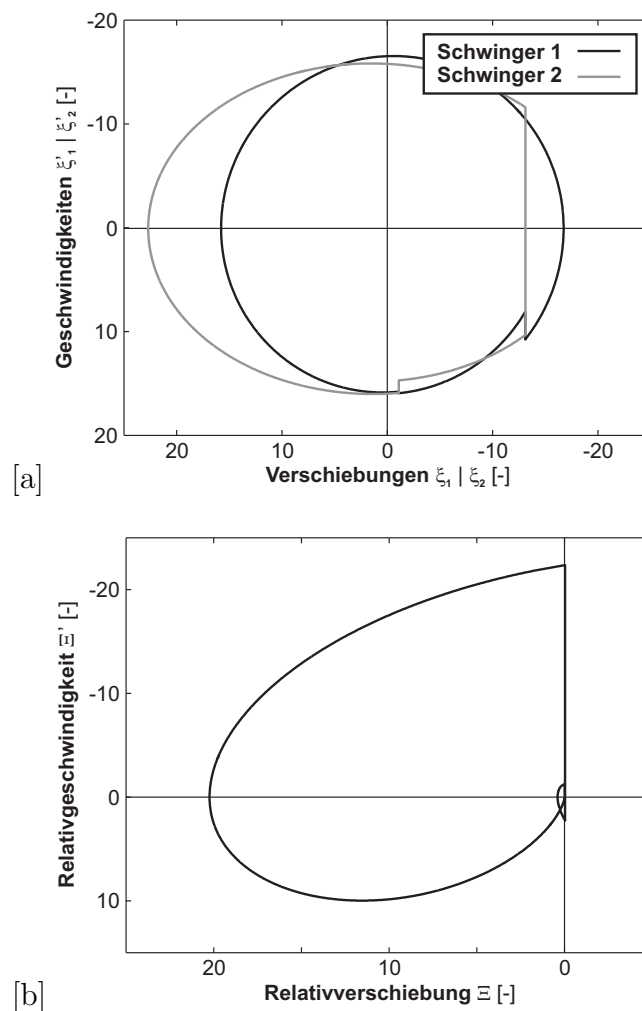 -20
-10
0
10
20
Geschwindigkeiten ξ'₁ | ξ'₂ [-]
Schwinger 1
Schwinger 2
20 10 0 -10 -20
Verschiebungen ξ₁ | ξ₂ [-]
[a]
-20
-10
0
10
Relativgeschwindigkeit Ξ' [-]
20 10 0
Relativverschiebung Ξ [-]
[b]